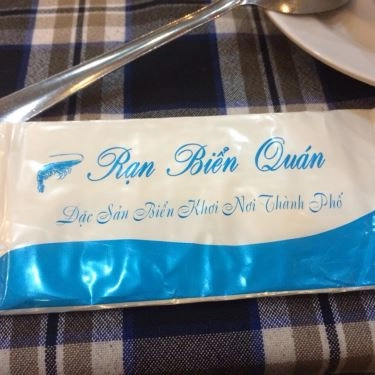 Rạn Biển Quán
Đặc Sản Biển Khơi Nơi Thành Phố